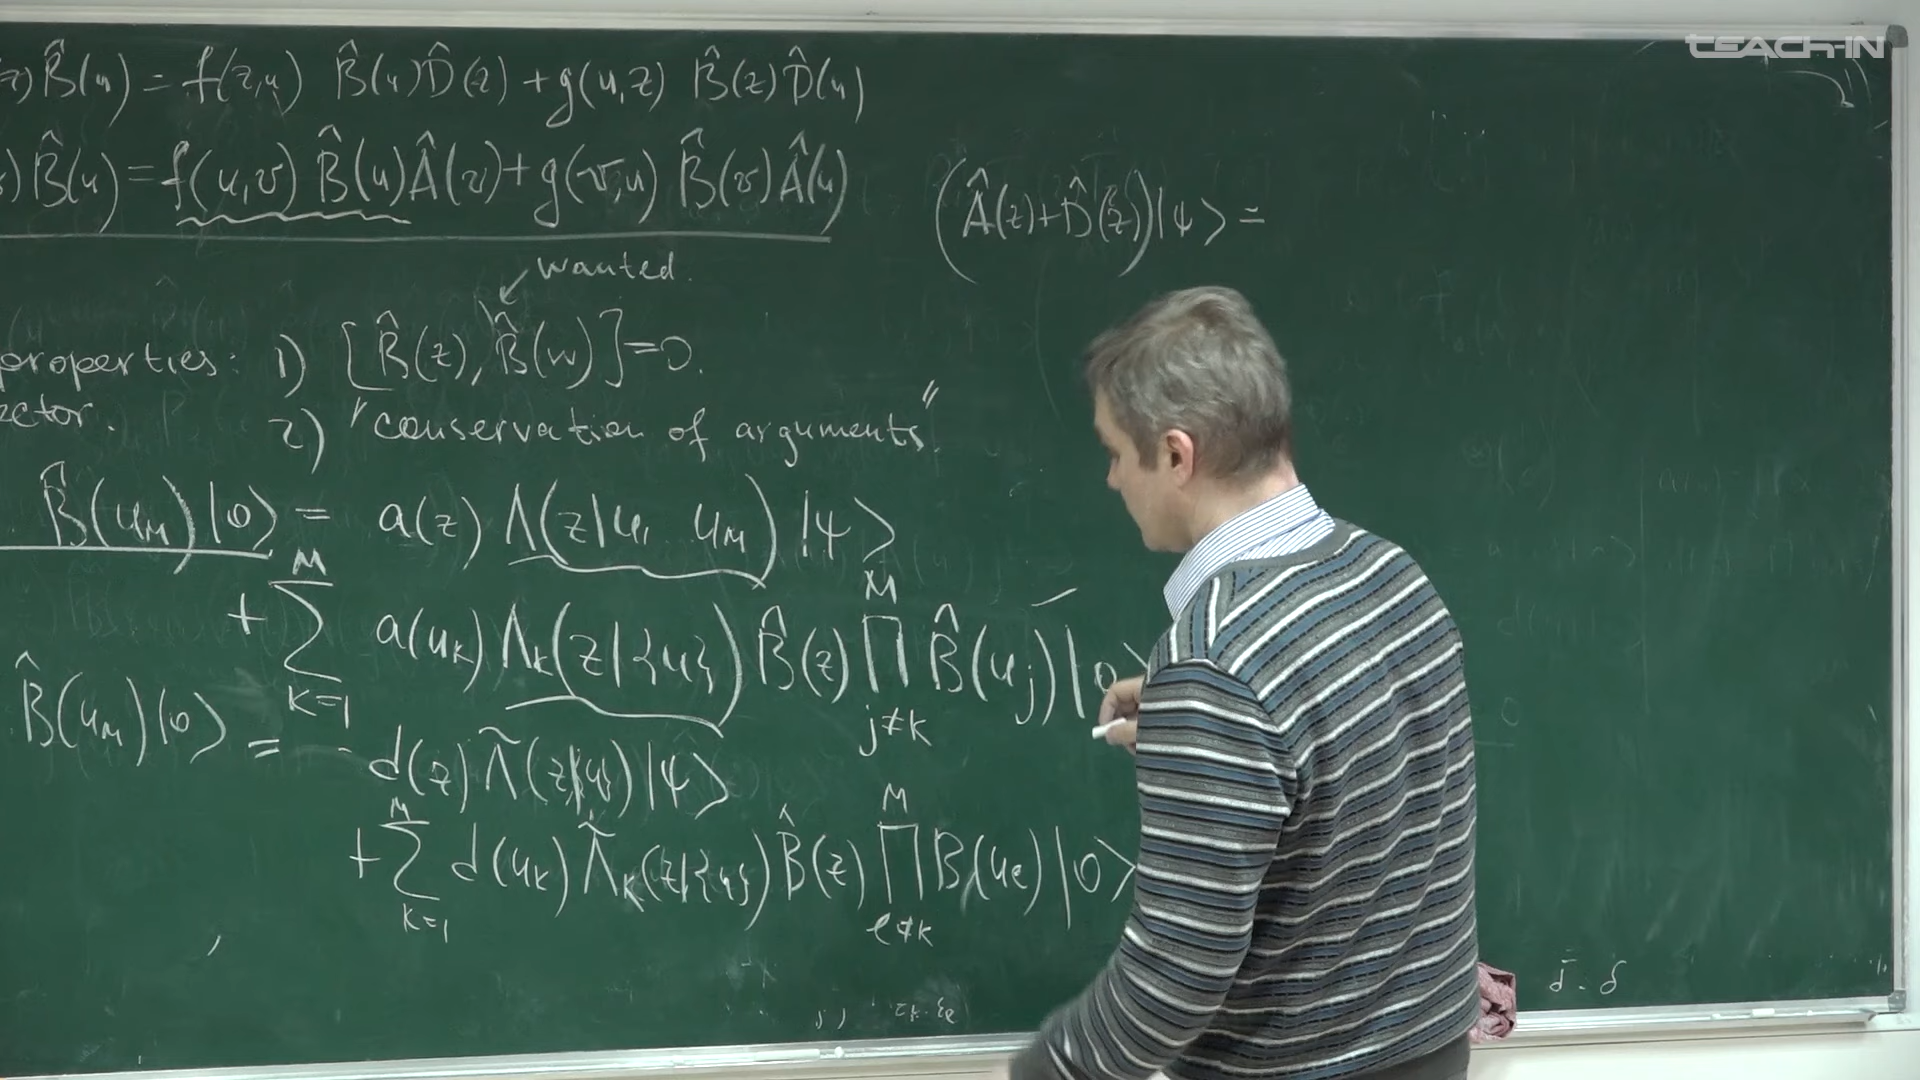 TEACH-IN
z) B̂(u) = f(z,u) B̂(u) D̂(z) + g(u,z) B̂(z) D̂(u)
) B̂(u) = f(u,v) B̂(u) Â(v) + g(v,u) B̂(v) Â(u)
(Â(z) + D̂(z)) |ψ⟩ =
wanted.
properties: 1) [B̂(z), B̂(w)] = 0.
ector. 2) "conservation of arguments".
B̂(u_M) |0⟩ = a(z) Λ(z|u₁ u_M) |ψ⟩
+ ∑_{k=1}^{M} a(u_k) Λ_k(z|{u}) B̂(z) ∏_{j≠k}^{M} B̂(u_j) |0⟩
B̂(u_M) |0⟩ = d(z) Λ̃(z|{u}) |ψ⟩
+ ∑_{k=1}^{M} d(u_k) Λ̃_k(z|{u}) B̂(z) ∏_{ℓ≠k}^{M} B(u_ℓ) |0⟩